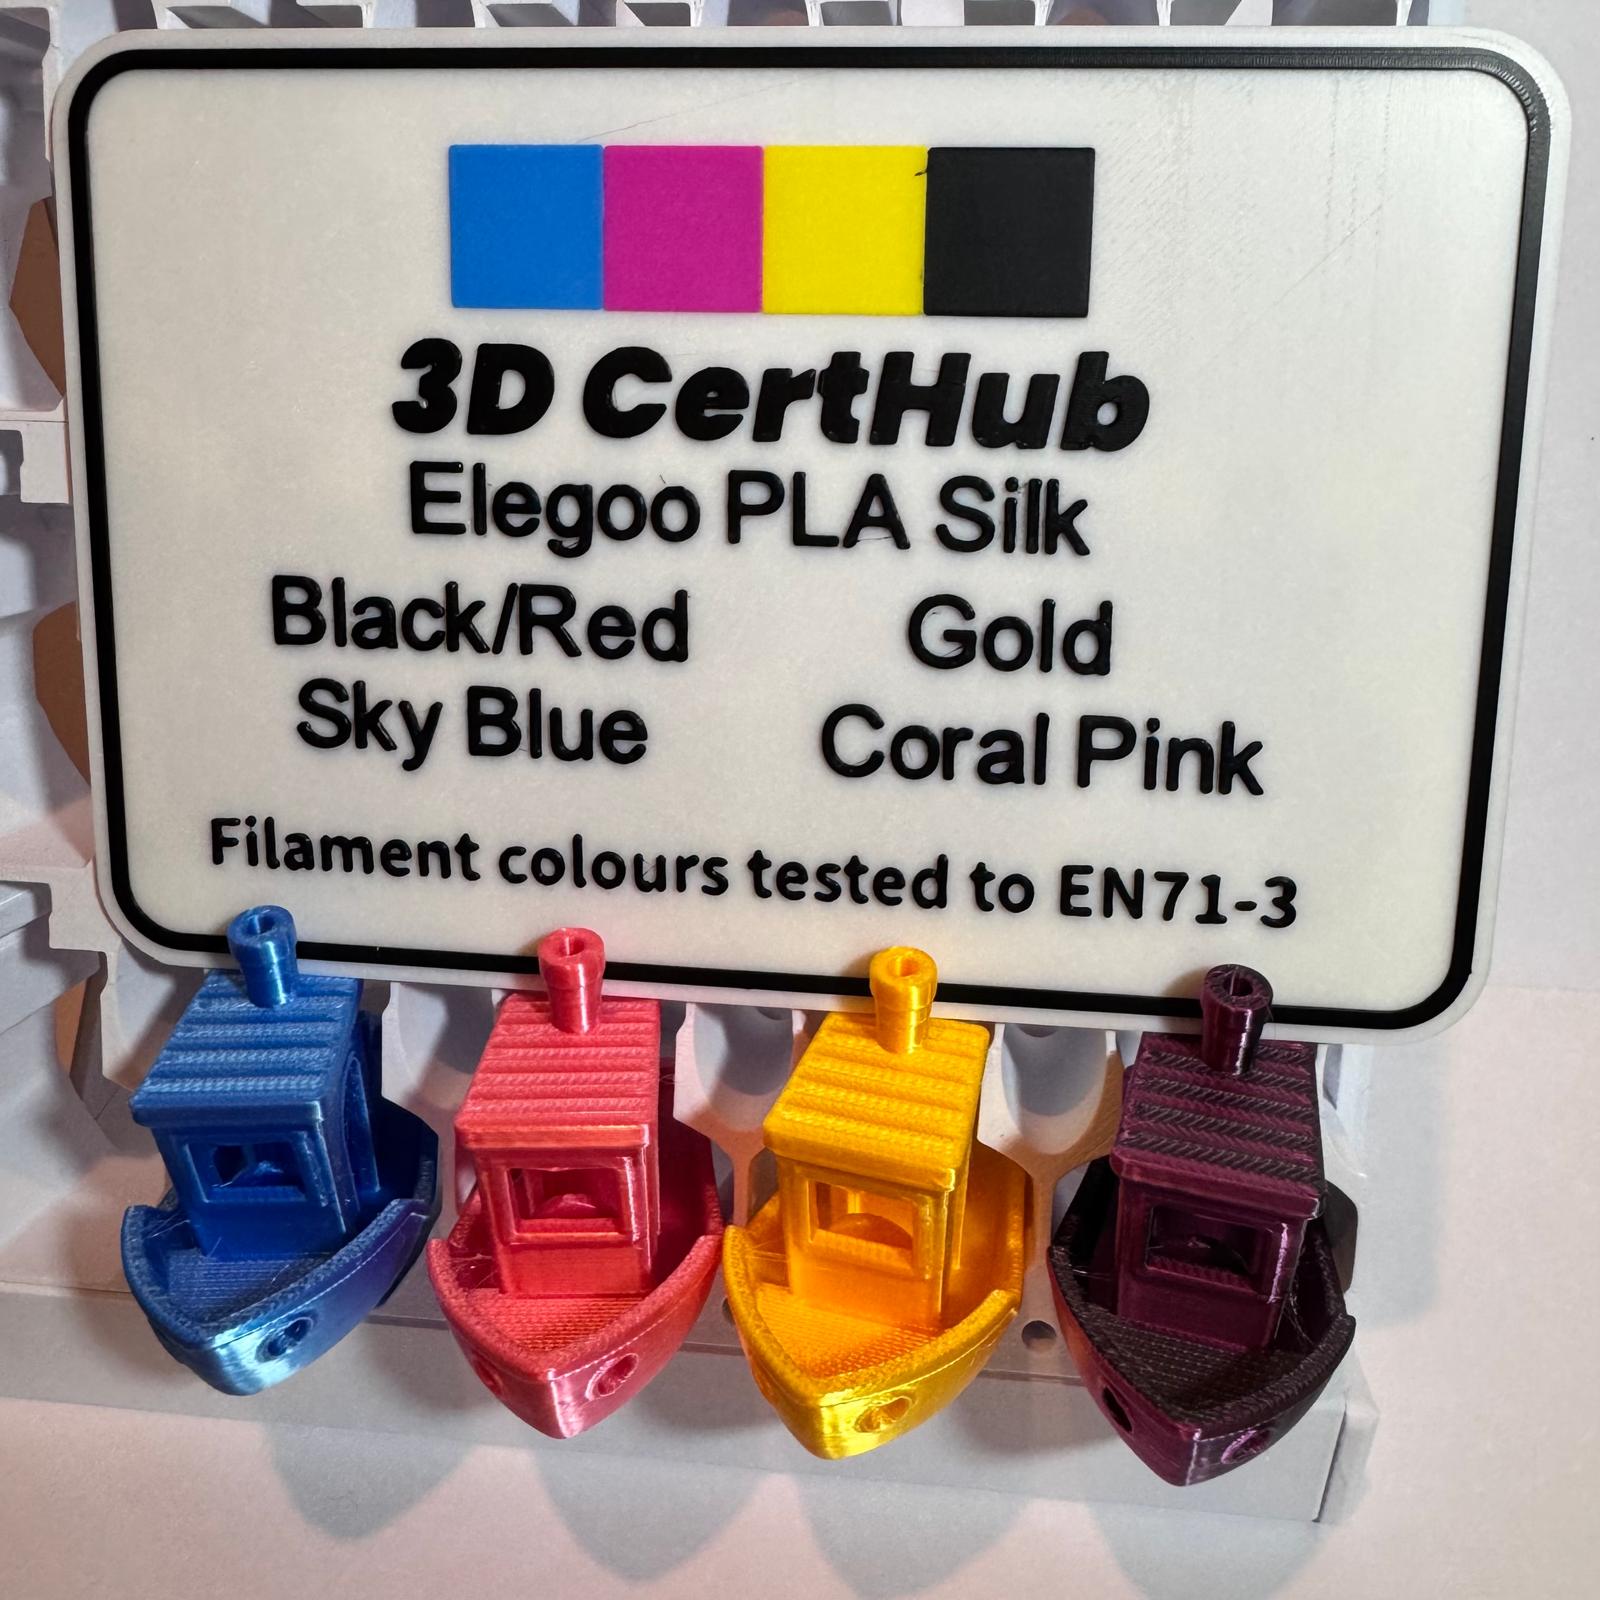 3D CertHub
Elegoo PLA Silk
Black/Red Gold
Sky Blue Coral Pink
Filament colours tested to EN71-3